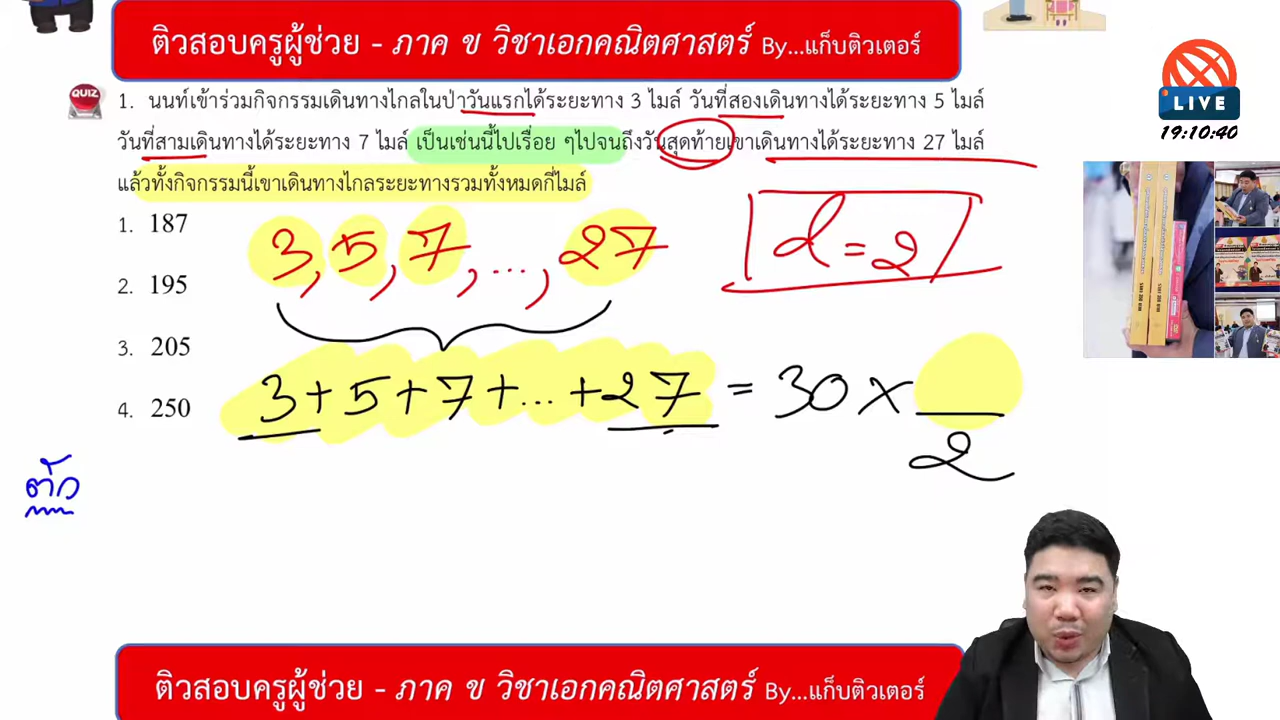 ติวสอบครูผู้ช่วย - ภาค ข วิชาเอกคณิตศาสตร์ By...แก็บติวเตอร์
QUIZ
1. นนท์เข้าร่วมกิจกรรมเดินทางไกลในป่าวันแรกได้ระยะทาง 3 ไมล์ วันที่สองเดินทางได้ระยะทาง 5 ไมล์
วันที่สามเดินทางได้ระยะทาง 7 ไมล์ เป็นเช่นนี้ไปเรื่อย ๆไปจนถึงวันสุดท้ายเขาเดินทางได้ระยะทาง 27 ไมล์
แล้วทั้งกิจกรรมนี้เขาเดินทางไกลระยะทางรวมทั้งหมดกี่ไมล์
LIVE
19:10:40
1. 187
2. 195
3. 205
4. 250
3, 5, 7, ..., 27
d = 2
3+5+7+...+27 = 30 ×
2
ตัว
ติวสอบครูผู้ช่วย - ภาค ข วิชาเอกคณิตศาสตร์ By...แก็บติวเตอร์